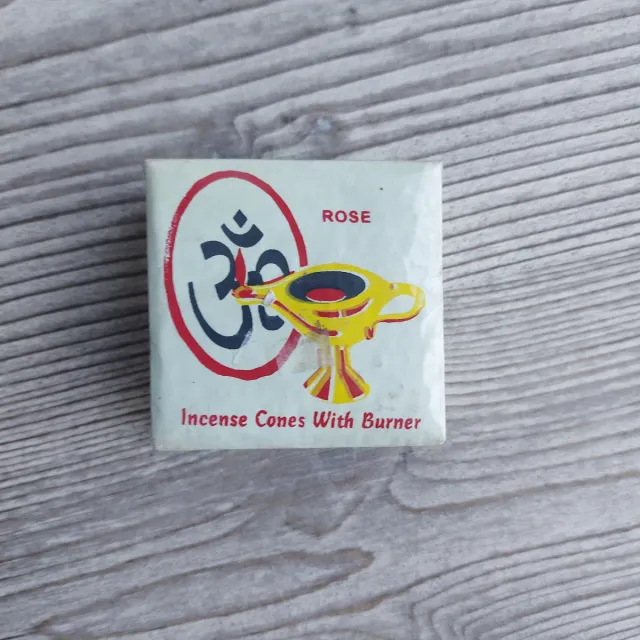 ROSE
ॐ
Incense Cones With Burner